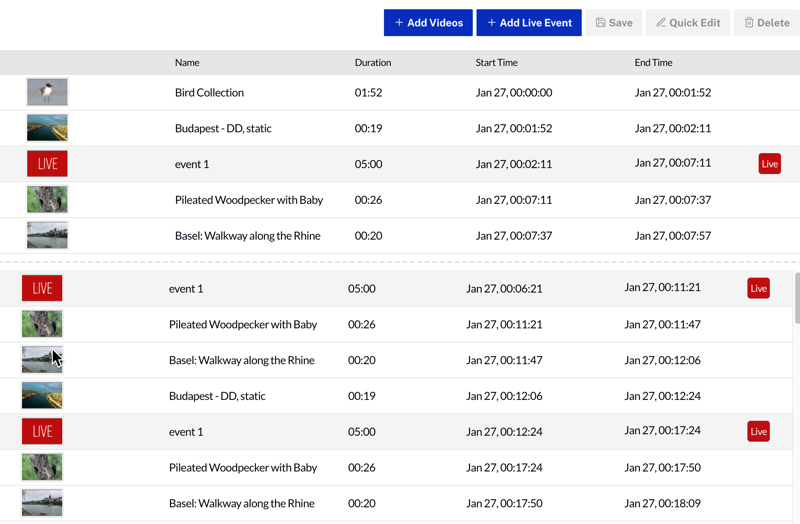 + Add Videos + Add Live Event Save Quick Edit Delete
Name Duration Start Time End Time
Bird Collection 01:52 Jan 27, 00:00:00 Jan 27, 00:01:52
Budapest - DD, static 00:19 Jan 27, 00:01:52 Jan 27, 00:02:11
LIVE event 1 05:00 Jan 27, 00:02:11 Jan 27, 00:07:11 Live
Pileated Woodpecker with Baby 00:26 Jan 27, 00:07:11 Jan 27, 00:07:37
Basel: Walkway along the Rhine 00:20 Jan 27, 00:07:37 Jan 27, 00:07:57
LIVE event 1 05:00 Jan 27, 00:06:21 Jan 27, 00:11:21 Live
Pileated Woodpecker with Baby 00:26 Jan 27, 00:11:21 Jan 27, 00:11:47
Basel: Walkway along the Rhine 00:20 Jan 27, 00:11:47 Jan 27, 00:12:06
Budapest - DD, static 00:19 Jan 27, 00:12:06 Jan 27, 00:12:24
LIVE event 1 05:00 Jan 27, 00:12:24 Jan 27, 00:17:24 Live
Pileated Woodpecker with Baby 00:26 Jan 27, 00:17:24 Jan 27, 00:17:50
Basel: Walkway along the Rhine 00:20 Jan 27, 00:17:50 Jan 27, 00:18:09